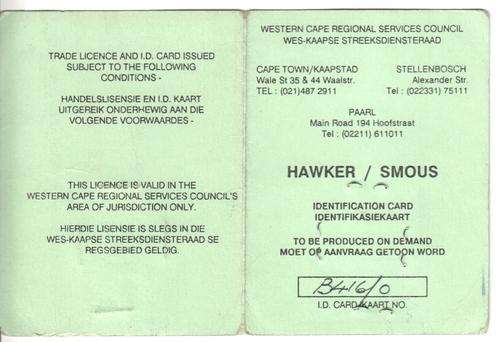 TRADE LICENCE AND I.D. CARD ISSUED
SUBJECT TO THE FOLLOWING
CONDITIONS -
HANDELSLISENSIE EN I.D. KAART
UITGEREIK ONDERHEWIG AAN DIE
VOLGENDE VOORWAARDES -
THIS LICENCE IS VALID IN THE
WESTERN CAPE REGIONAL SERVICES COUNCIL'S
AREA OF JURISDICTION ONLY.
HIERDIE LISENSIE IS SLEGS IN DIE
WES-KAAPSE STREEKSDIENSTERAAD SE
REGSGEBIED GELDIG.
WESTERN CAPE REGIONAL SERVICES COUNCIL
WES-KAAPSE STREEKSDIENSTERAAD
CAPE TOWN/KAAPSTAD
Wale St 35 & 44 Waalstr.
TEL : (021)487 2911
STELLENBOSCH
Alexander Str.
Tel : (022331) 75111
PAARL
Main Road 194 Hoofstraat
Tel : (02211) 611011
HAWKER / SMOUS
IDENTIFICATION CARD
IDENTIFIKASIEKAART
TO BE PRODUCED ON DEMAND
MOET OP AANVRAAG GETOON WORD
B416/0
I.D. CARD/KAART NO.